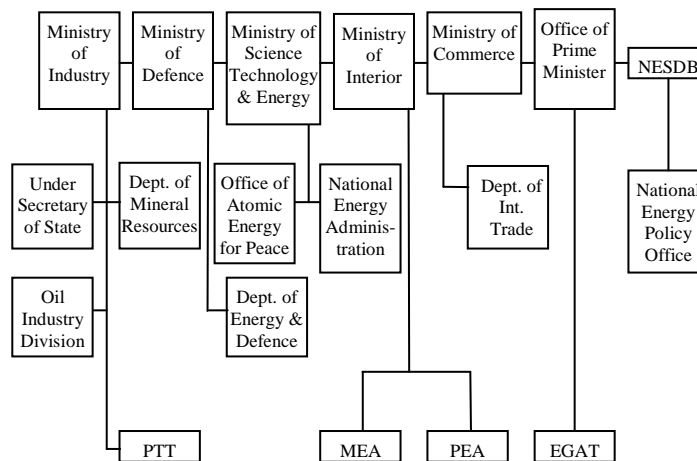 Ministry
of
Industry
Ministry
of
Defence
Ministry of
Science
Technology
& Energy
Ministry
of
Interior
Ministry of
Commerce
Office of
Prime
Minister
NESDB
Under
Secretary
of State
Dept. of
Mineral
Resources
Office of
Atomic
Energy
for Peace
National
Energy
Adminis-
tration
Dept. of
Int.
Trade
National
Energy
Policy
Office
Oil
Industry
Division
Dept. of
Energy &
Defence
PTT
MEA
PEA
EGAT